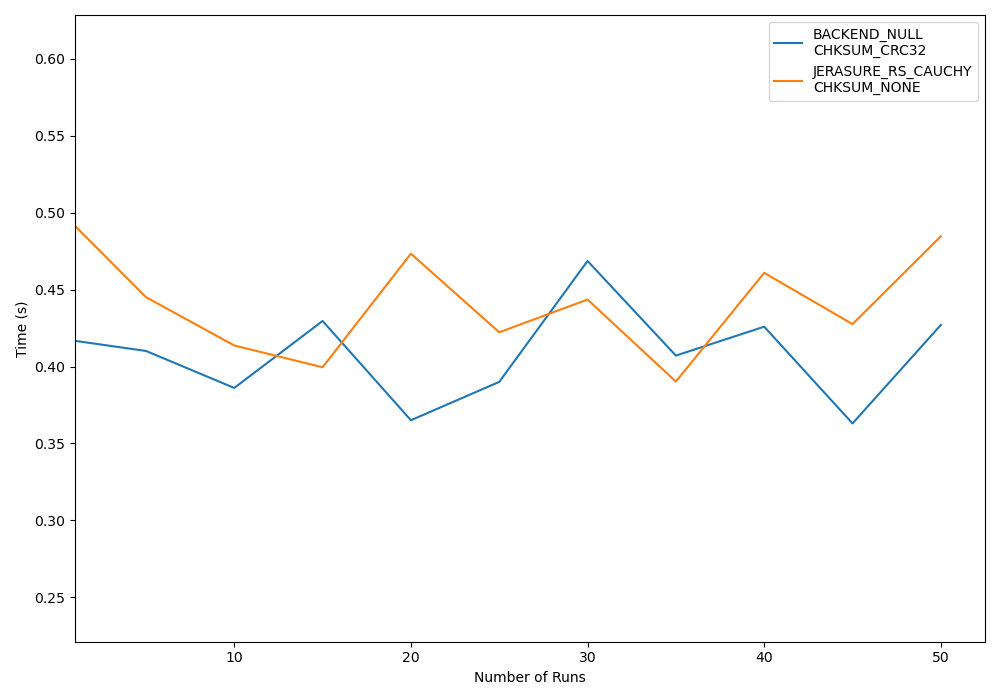 BACKEND_NULL
CHKSUM_CRC32
JERASURE_RS_CAUCHY
CHKSUM_NONE
0.60
0.55
0.50
0.45
0.40
0.35
0.30
0.25
Time (s)
10 20 30 40 50
Number of Runs